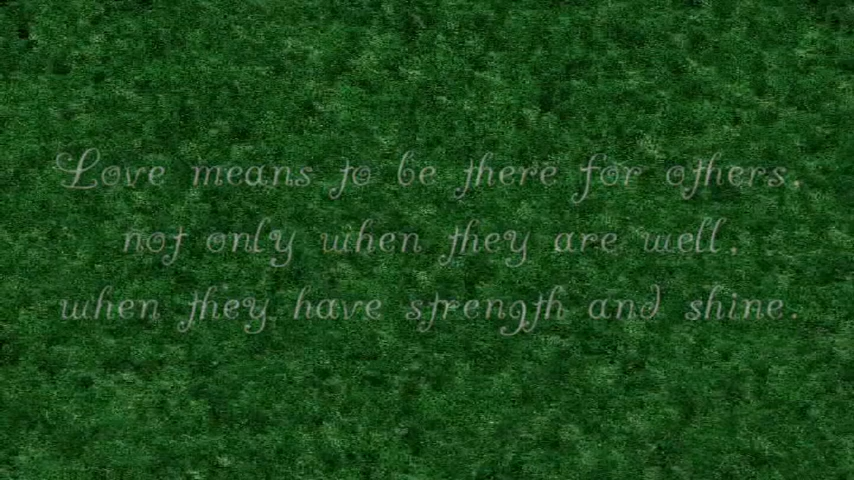 Love means to be there for others,
not only when they are well,
when they have strength and shine.